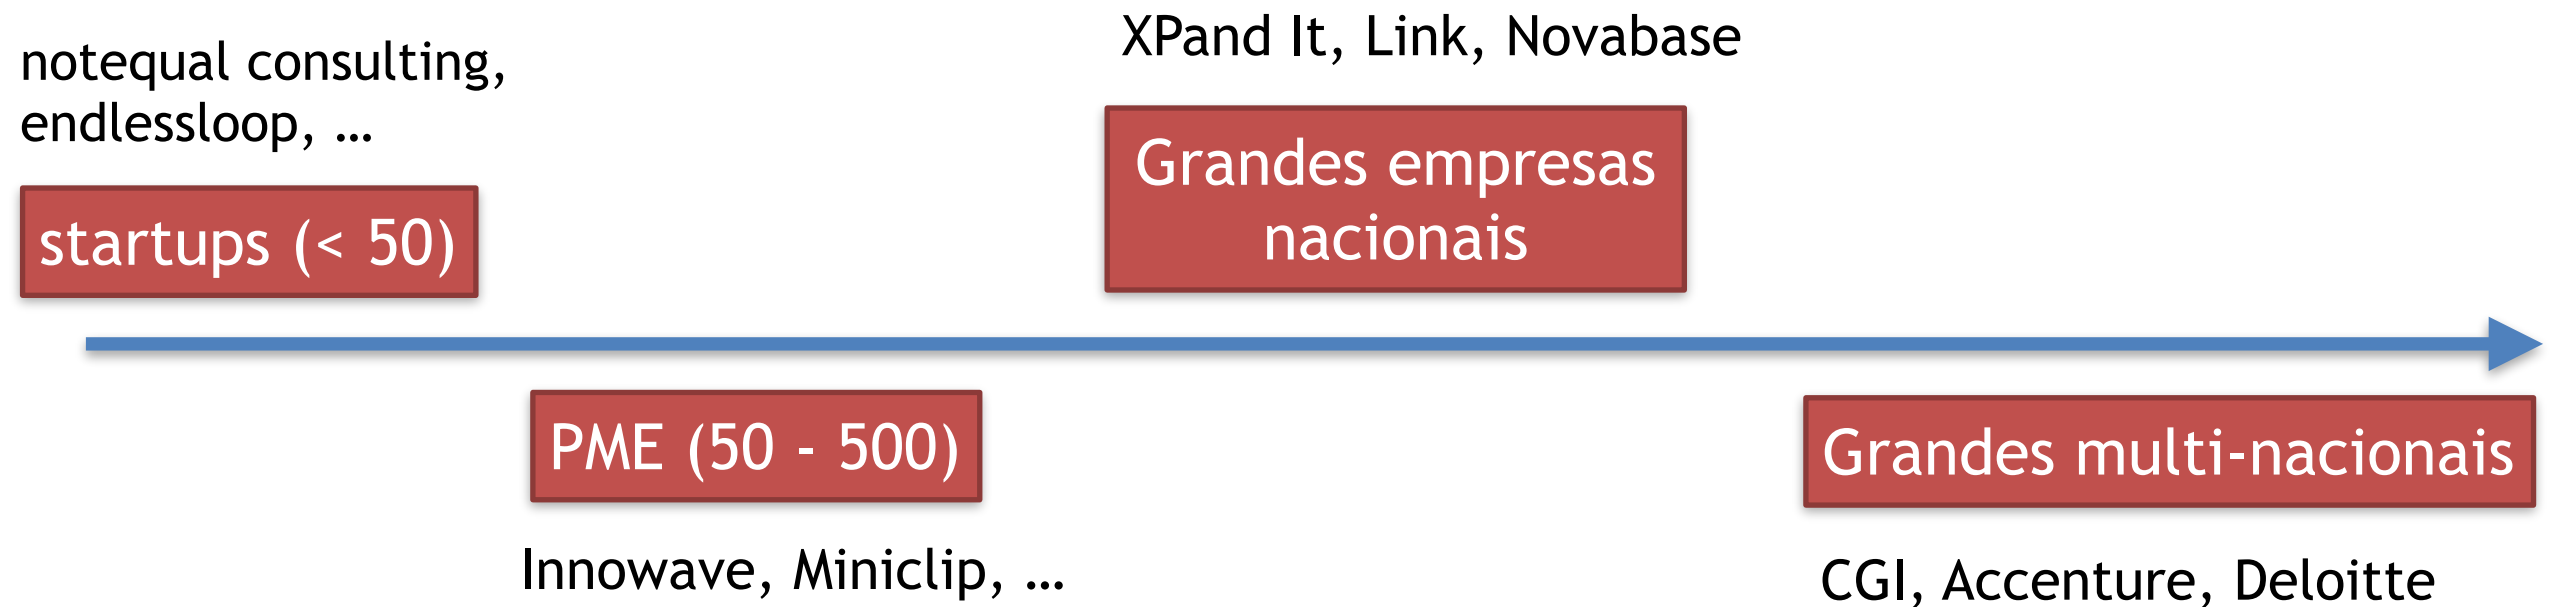 notequal consulting,
endlessloop, …
startups (< 50)
XPand It, Link, Novabase
Grandes empresas
nacionais
PME (50 - 500)
Innowave, Miniclip, …
Grandes multi-nacionais
CGI, Accenture, Deloitte